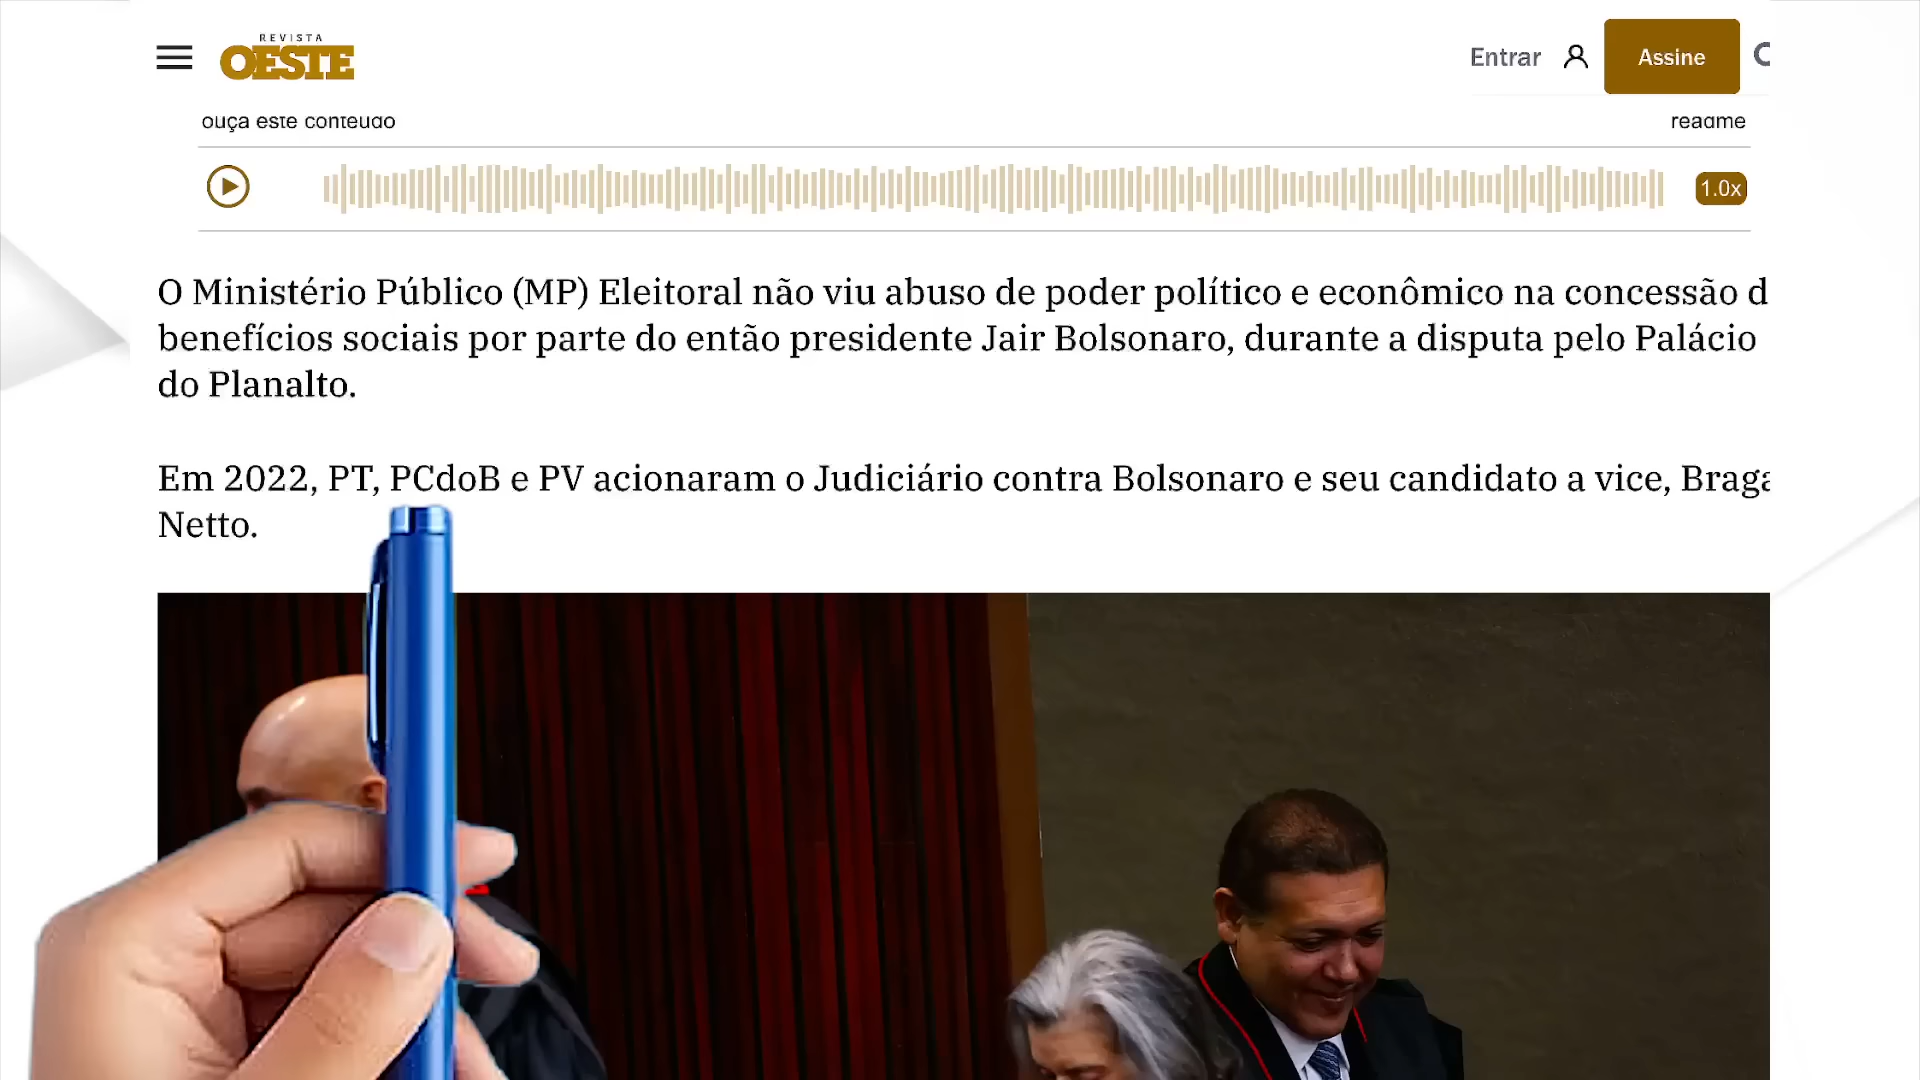 REVISTA
OESTE
Entrar
Assine
ouça este conteúdo
readme
1.0x
O Ministério Público (MP) Eleitoral não viu abuso de poder político e econômico na concessão d
benefícios sociais por parte do então presidente Jair Bolsonaro, durante a disputa pelo Palácio
do Planalto.
Em 2022, PT, PCdoB e PV acionaram o Judiciário contra Bolsonaro e seu candidato a vice, Braga
Netto.